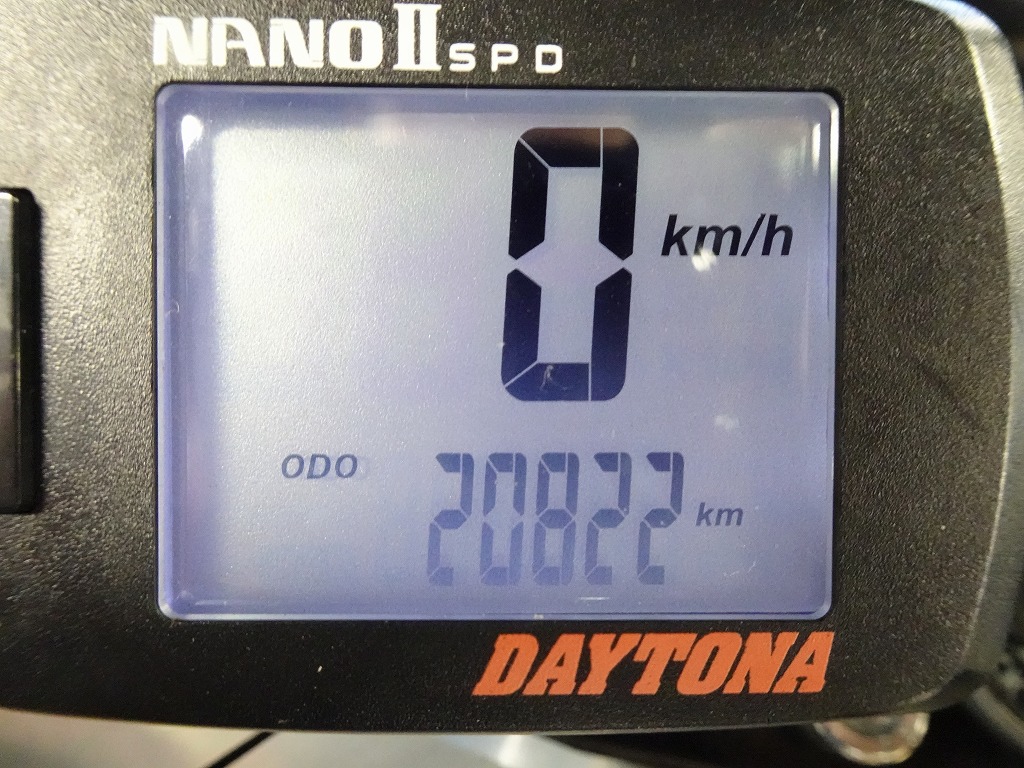 NANO II SPD
0 km/h
ODO 20822 km
DAYTONA